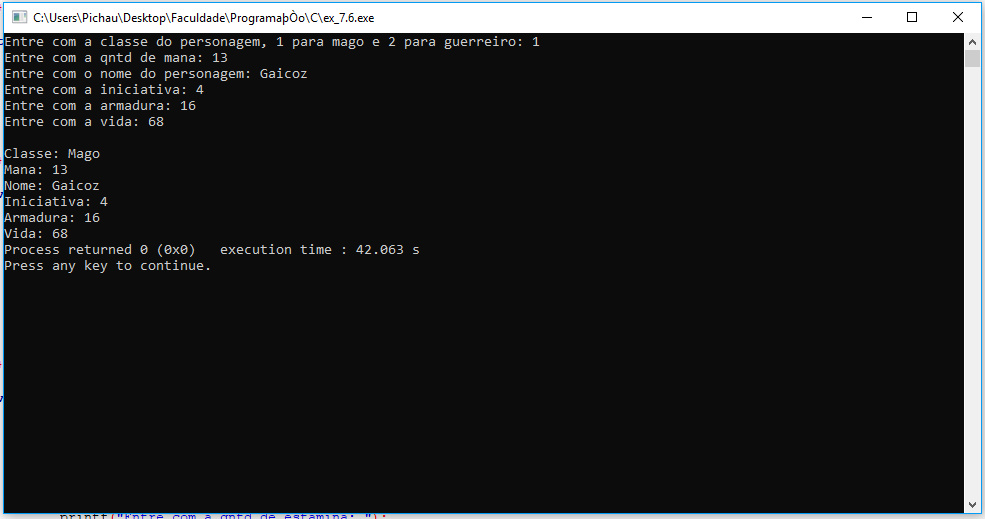 C:\Users\Pichau\Desktop\Faculdade\ProgramaþÒo\C\ex_7.6.exe
Entre com a classe do personagem, 1 para mago e 2 para guerreiro: 1
Entre com a qntd de mana: 13
Entre com o nome do personagem: Gaicoz
Entre com a iniciativa: 4
Entre com a armadura: 16
Entre com a vida: 68
Classe: Mago
Mana: 13
Nome: Gaicoz
Iniciativa: 4
Armadura: 16
Vida: 68
Process returned 0 (0x0)   execution time : 42.063 s
Press any key to continue.
printf("Entre com a qntd de estamina: ");